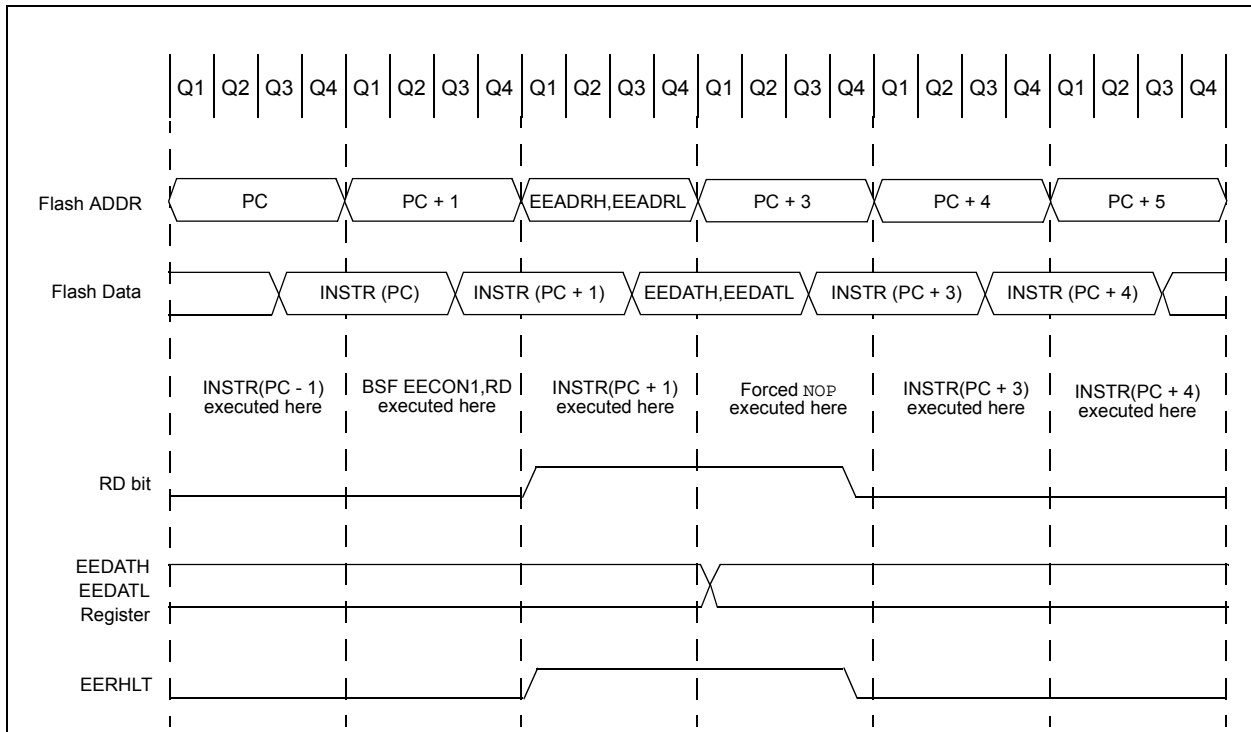 Q1 Q2 Q3 Q4 Q1 Q2 Q3 Q4 Q1 Q2 Q3 Q4 Q1 Q2 Q3 Q4 Q1 Q2 Q3 Q4 Q1 Q2 Q3 Q4
Flash ADDR PC PC + 1 EEADRH,EEADRL PC + 3 PC + 4 PC + 5
Flash Data INSTR (PC) INSTR (PC + 1) EEDATH,EEDATL INSTR (PC + 3) INSTR (PC + 4)
INSTR(PC - 1) BSF EECON1,RD INSTR(PC + 1) Forced NOP INSTR(PC + 3) INSTR(PC + 4)
executed here executed here executed here executed here executed here executed here
RD bit
EEDATH
EEDATL
Register
EERHLT